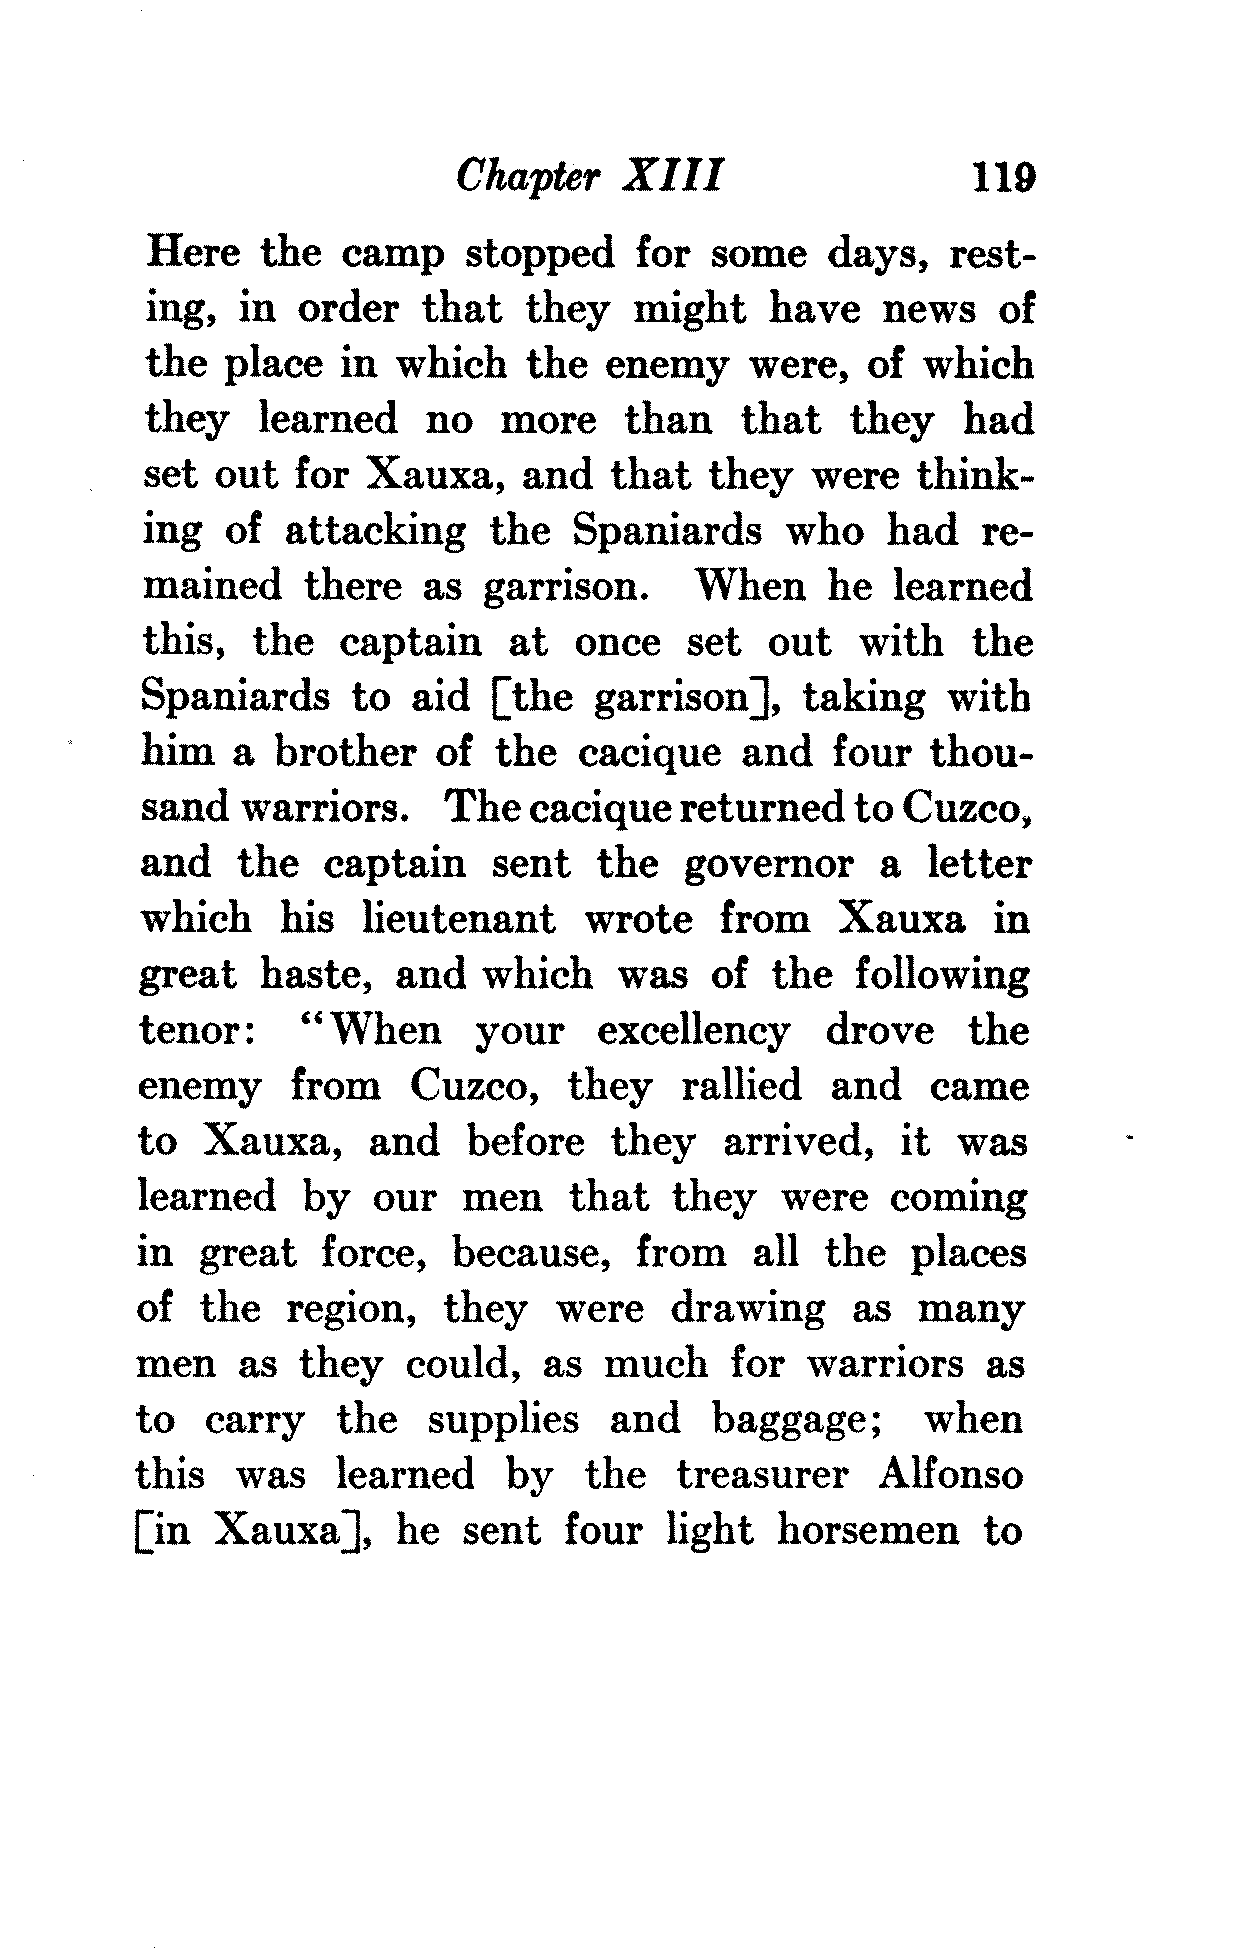 Chapter XIII 119
Here the camp stopped for some days, rest-
ing, in order that they might have news of
the place in which the enemy were, of which
they learned no more than that they had
set out for Xauxa, and that they were think-
ing of attacking the Spaniards who had re-
mained there as garrison. When he learned
this, the captain at once set out with the
Spaniards to aid [the garrison], taking with
him a brother of the cacique and four thou-
sand warriors. The cacique returned to Cuzco,
and the captain sent the governor a letter
which his lieutenant wrote from Xauxa in
great haste, and which was of the following
tenor: “When your excellency drove the
enemy from Cuzco, they rallied and came
to Xauxa, and before they arrived, it was
learned by our men that they were coming
in great force, because, from all the places
of the region, they were drawing as many
men as they could, as much for warriors as
to carry the supplies and baggage; when
this was learned by the treasurer Alfonso
[in Xauxa], he sent four light horsemen to